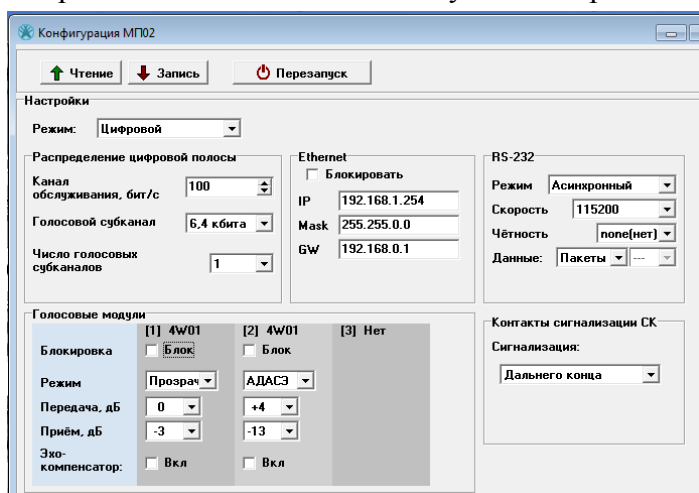 Конфигурация МП02
Чтение Запись Перезапуск
Настройки
Режим: Цифровой
Распределение цифровой полосы
Канал обслуживания, бит/с 100
Голосовой субканал 6,4 кбита
Число голосовых субканалов 1
Ethernet
Блокировать
IP 192.168.1.254
Mask 255.255.0.0
GW 192.168.0.1
RS-232
Режим Асинхронный
Скорость 115200
Чётность none(нет)
Данные: Пакеты ---
Голосовые модули
[1] 4W01 [2] 4W01 [3] Нет
Блокировка Блок Блок
Режим Прозрач АДАСЭ
Передача, дБ 0 +4
Приём, дБ -3 -13
Эхо-компенсатор: Вкл Вкл
Контакты сигнализации СК
Сигнализация:
Дальнего конца